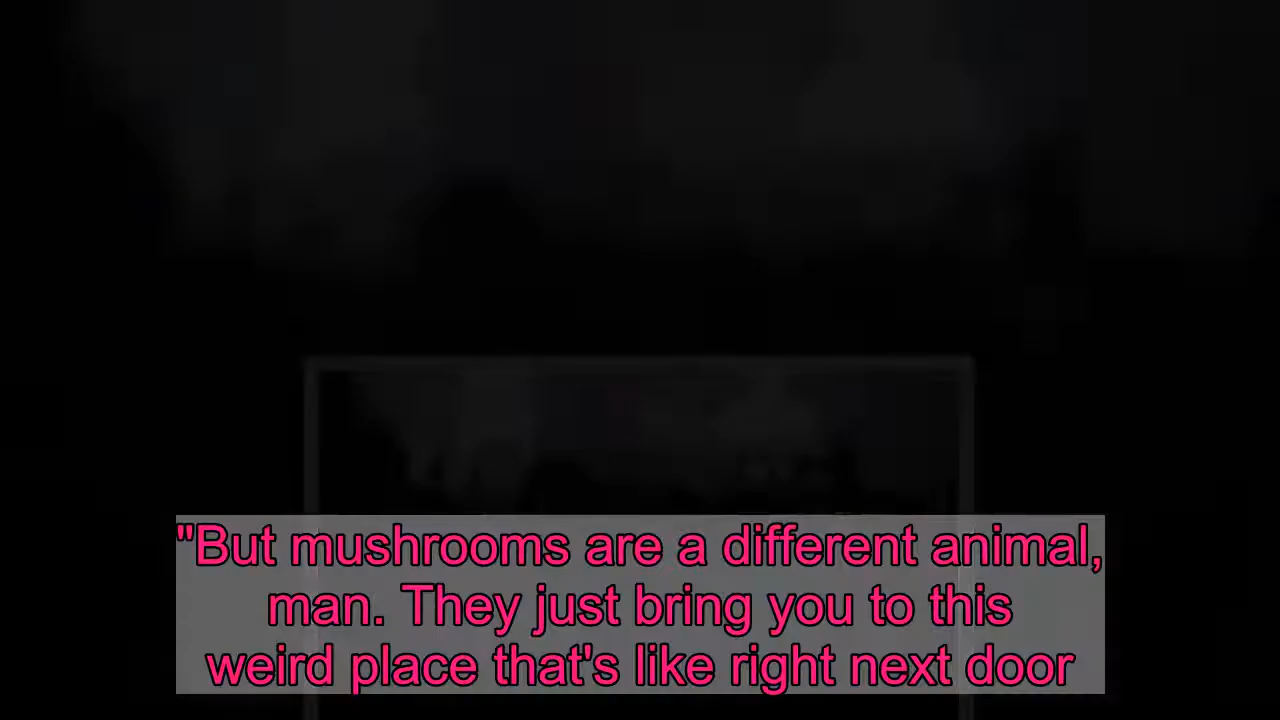 "But mushrooms are a different animal,
man. They just bring you to this
weird place that's like right next door